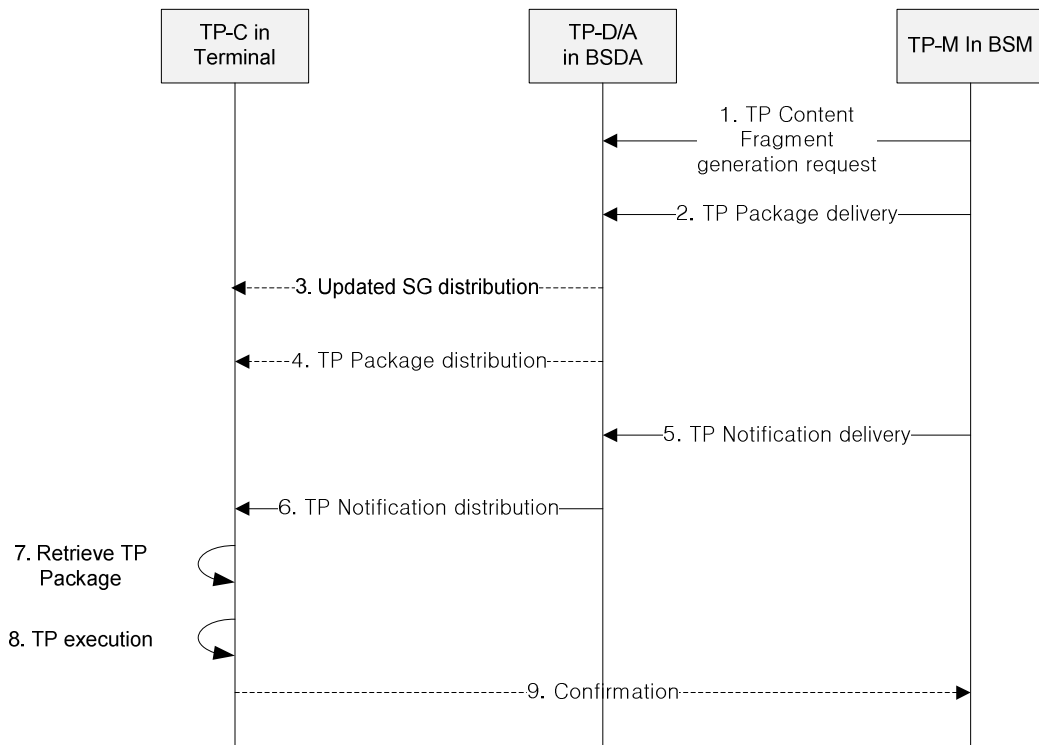 TP-C in
Terminal
TP-D/A
in BSDA
TP-M In BSM
1. TP Content
Fragment
generation request
2. TP Package delivery
3. Updated SG distribution
4. TP Package distribution
5. TP Notification delivery
6. TP Notification distribution
7. Retrieve TP
Package
8. TP execution
9. Confirmation